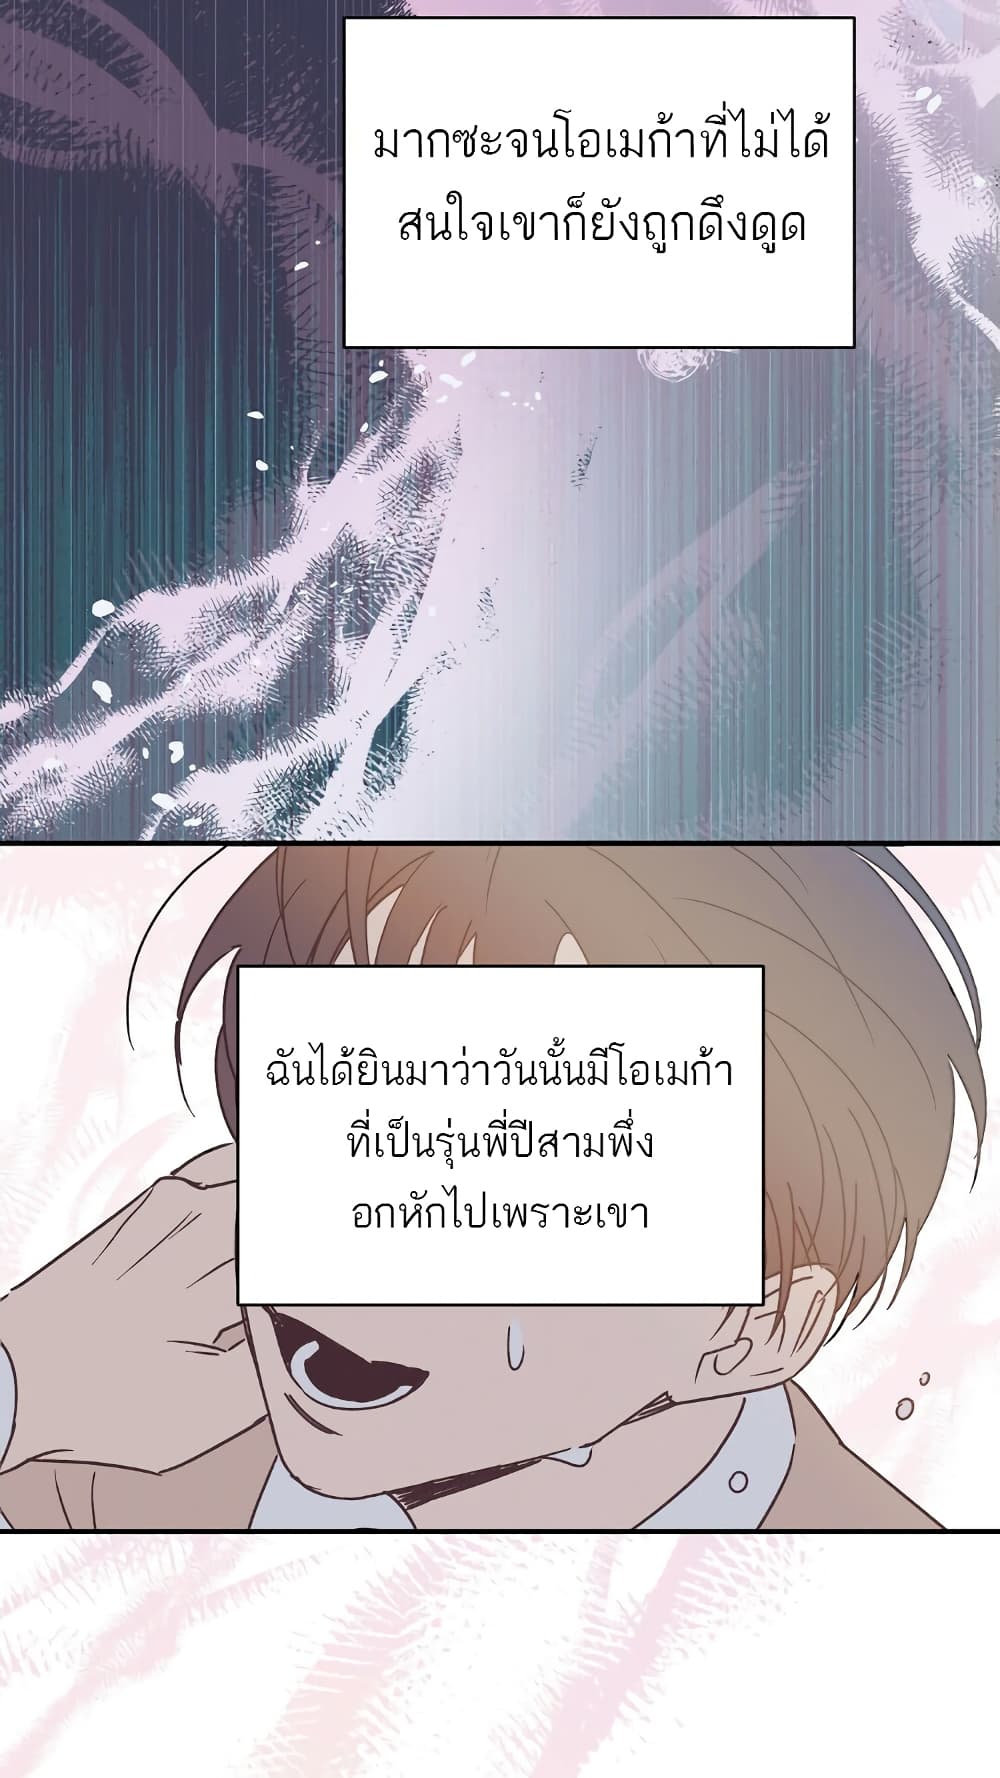 มากซะจนโอเมก้าที่ไม่ได้
สนใจเขาก็ยังถูกดึงดูด
ฉันได้ยินมาว่าวันนั้นมีโอเมก้า
ที่เป็นรุ่นพี่ปีสามพึ่ง
อกหักไปเพราะเขา